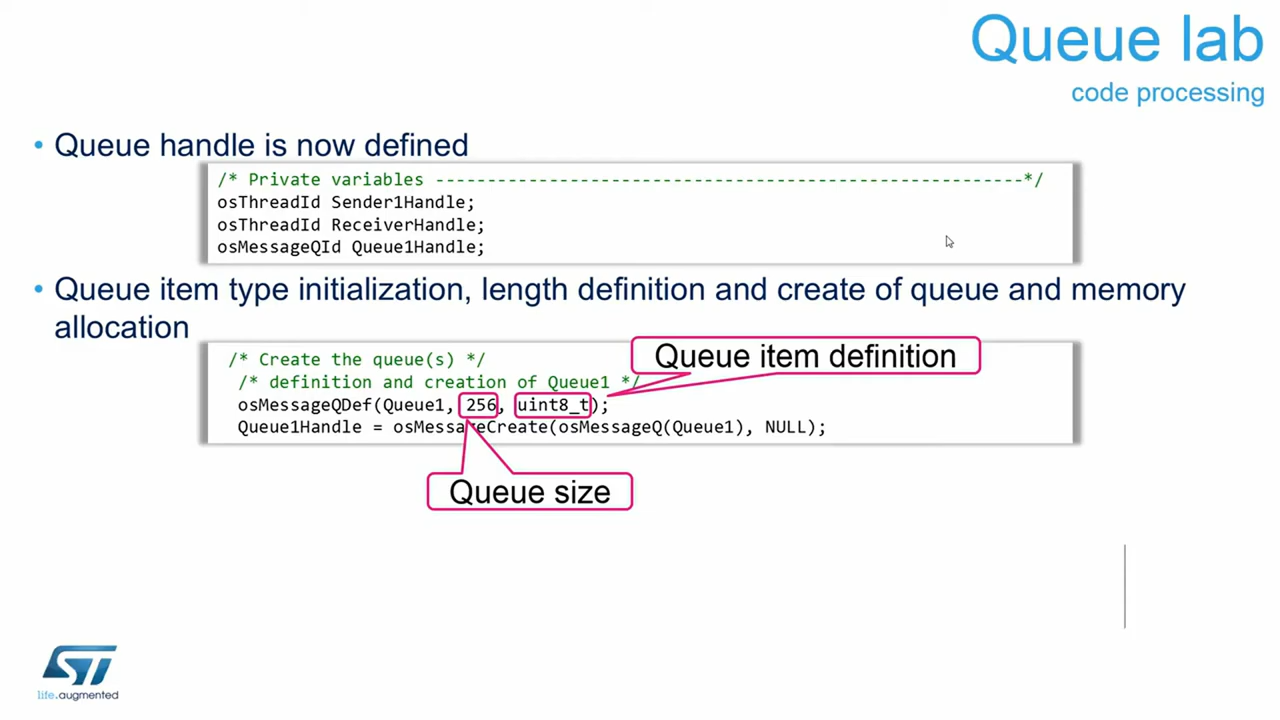 Queue lab
code processing
• Queue handle is now defined
/* Private variables ---------------------------------------------------------*/
osThreadId Sender1Handle;
osThreadId ReceiverHandle;
osMessageQId Queue1Handle;
• Queue item type initialization, length definition and create of queue and memory
allocation
/* Create the queue(s) */
Queue item definition
/* definition and creation of Queue1 */
osMessageQDef(Queue1, 256, uint8_t);
Queue1Handle = osMessageCreate(osMessageQ(Queue1), NULL);
Queue size
ST
life.augmented